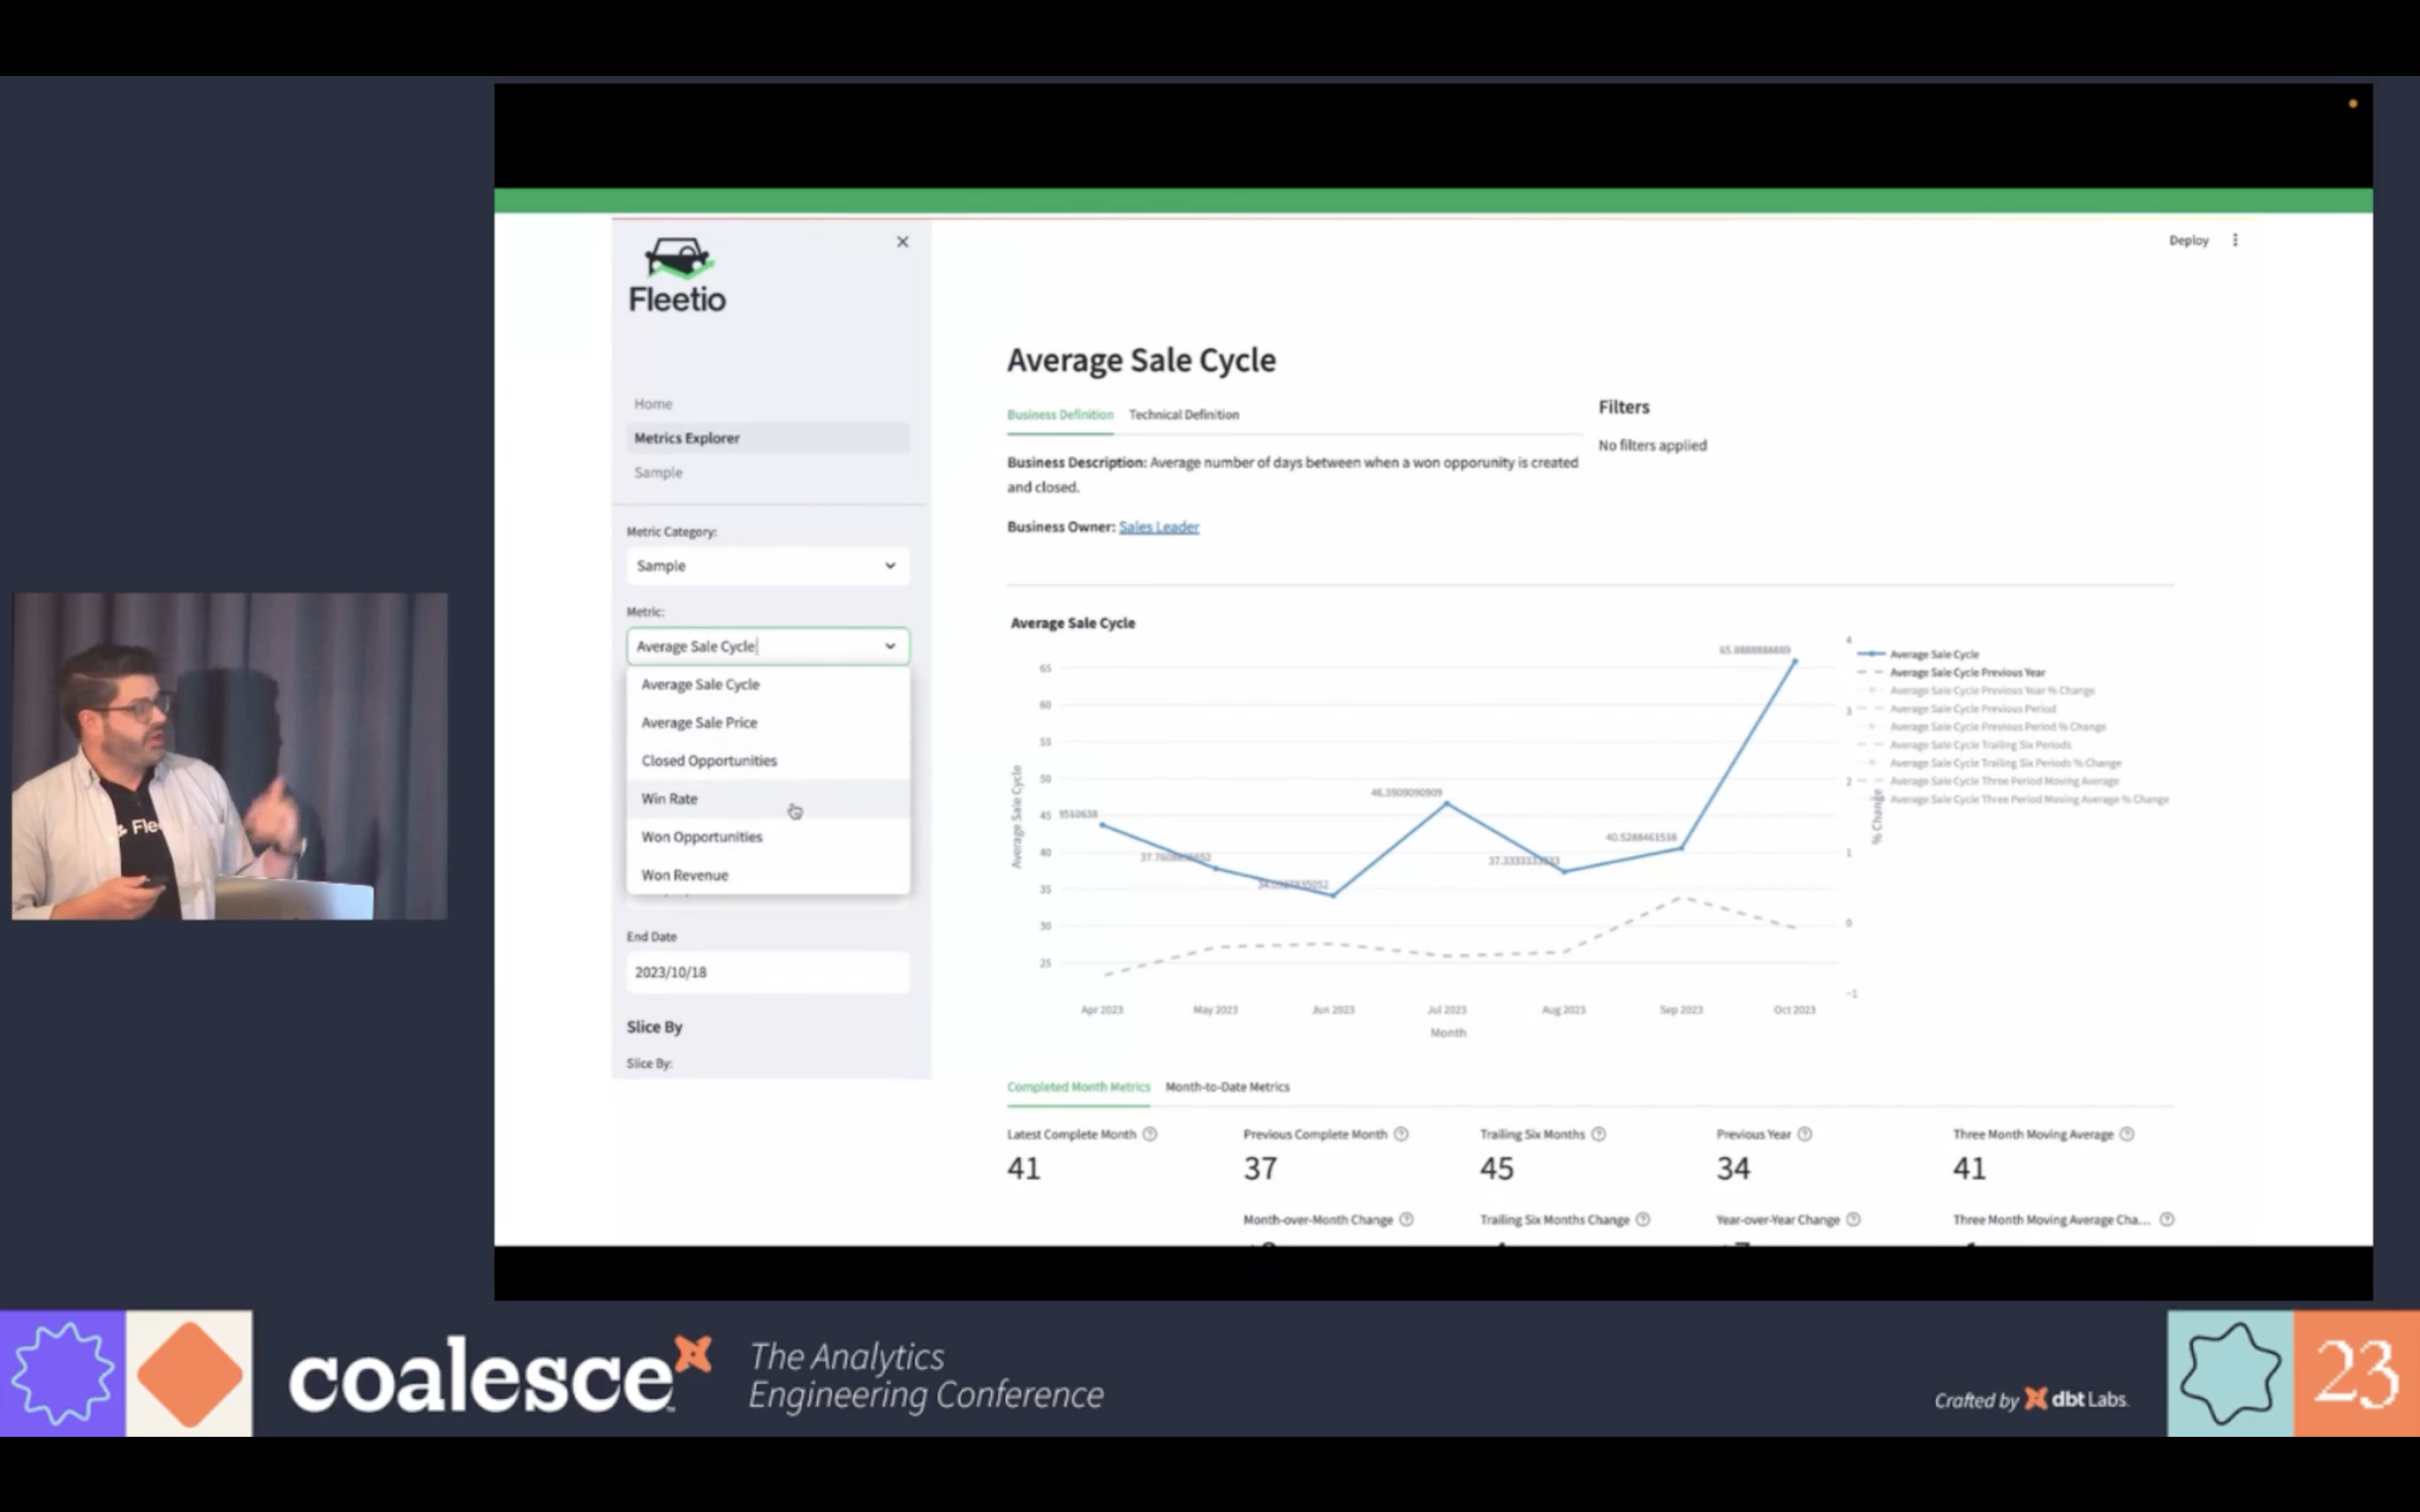 Fleetio
Home
Metrics Explorer
Sample
Metric Category:
Sample
Metric:
Average Sale Cycle
Average Sale Cycle
Average Sale Price
Closed Opportunities
Win Rate
Won Opportunities
Won Revenue
End Date
2023/10/18
Slice By
Slice By:
Deploy
Average Sale Cycle
Business Definition
Technical Definition
Business Description: Average number of days between when a won opporunity is created
and closed.
Business Owner: Sales Leader
Filters
No filters applied
Average Sale Cycle
65
60
55
50
45
40
35
30
25
Average Sale Cycle
9510638
46.3909090909
37.3333333333
40.5288461538
65.8888888889
4
3
2
1
0
-1
% Change
Apr 2023
May 2023
Jun 2023
Jul 2023
Aug 2023
Sep 2023
Oct 2023
Month
Average Sale Cycle
Average Sale Cycle Previous Year
Average Sale Cycle Previous Year % Change
Average Sale Cycle Previous Period
Average Sale Cycle Previous Period % Change
Average Sale Cycle Trailing Six Periods
Average Sale Cycle Trailing Six Periods % Change
Average Sale Cycle Three Period Moving Average
Average Sale Cycle Three Period Moving Average % Change
Completed Month Metrics
Month-to-Date Metrics
Latest Complete Month
41
Previous Complete Month
37
Trailing Six Months
45
Previous Year
34
Three Month Moving Average
41
Month-over-Month Change
Trailing Six Months Change
Year-over-Year Change
Three Month Moving Average Cha...
Flee
coalesce
The Analytics
Engineering Conference
Crafted by dbt Labs.
23